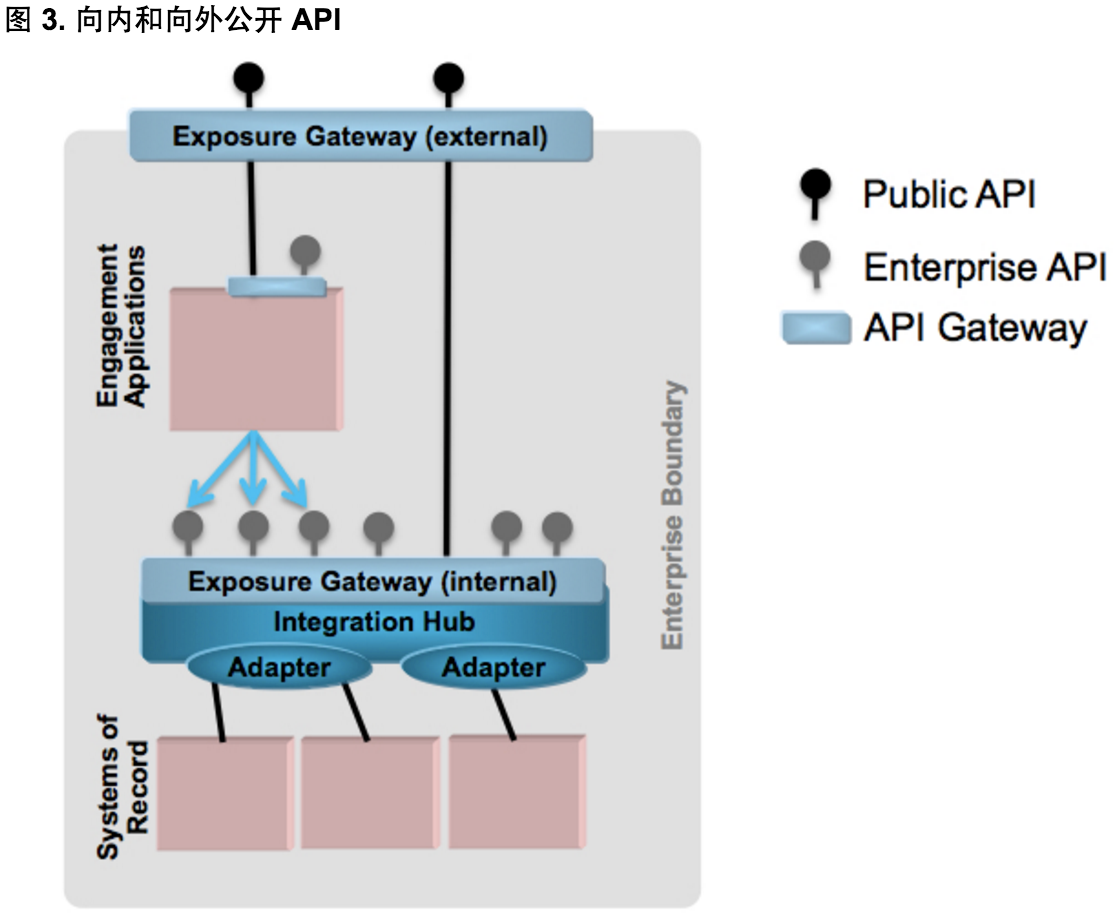 图 3. 向内和向外公开 API
Exposure Gateway (external)
Public API
Enterprise API
API Gateway
Engagement
Applications
Enterprise Boundary
Exposure Gateway (internal)
Integration Hub
Adapter
Adapter
Systems of
Record